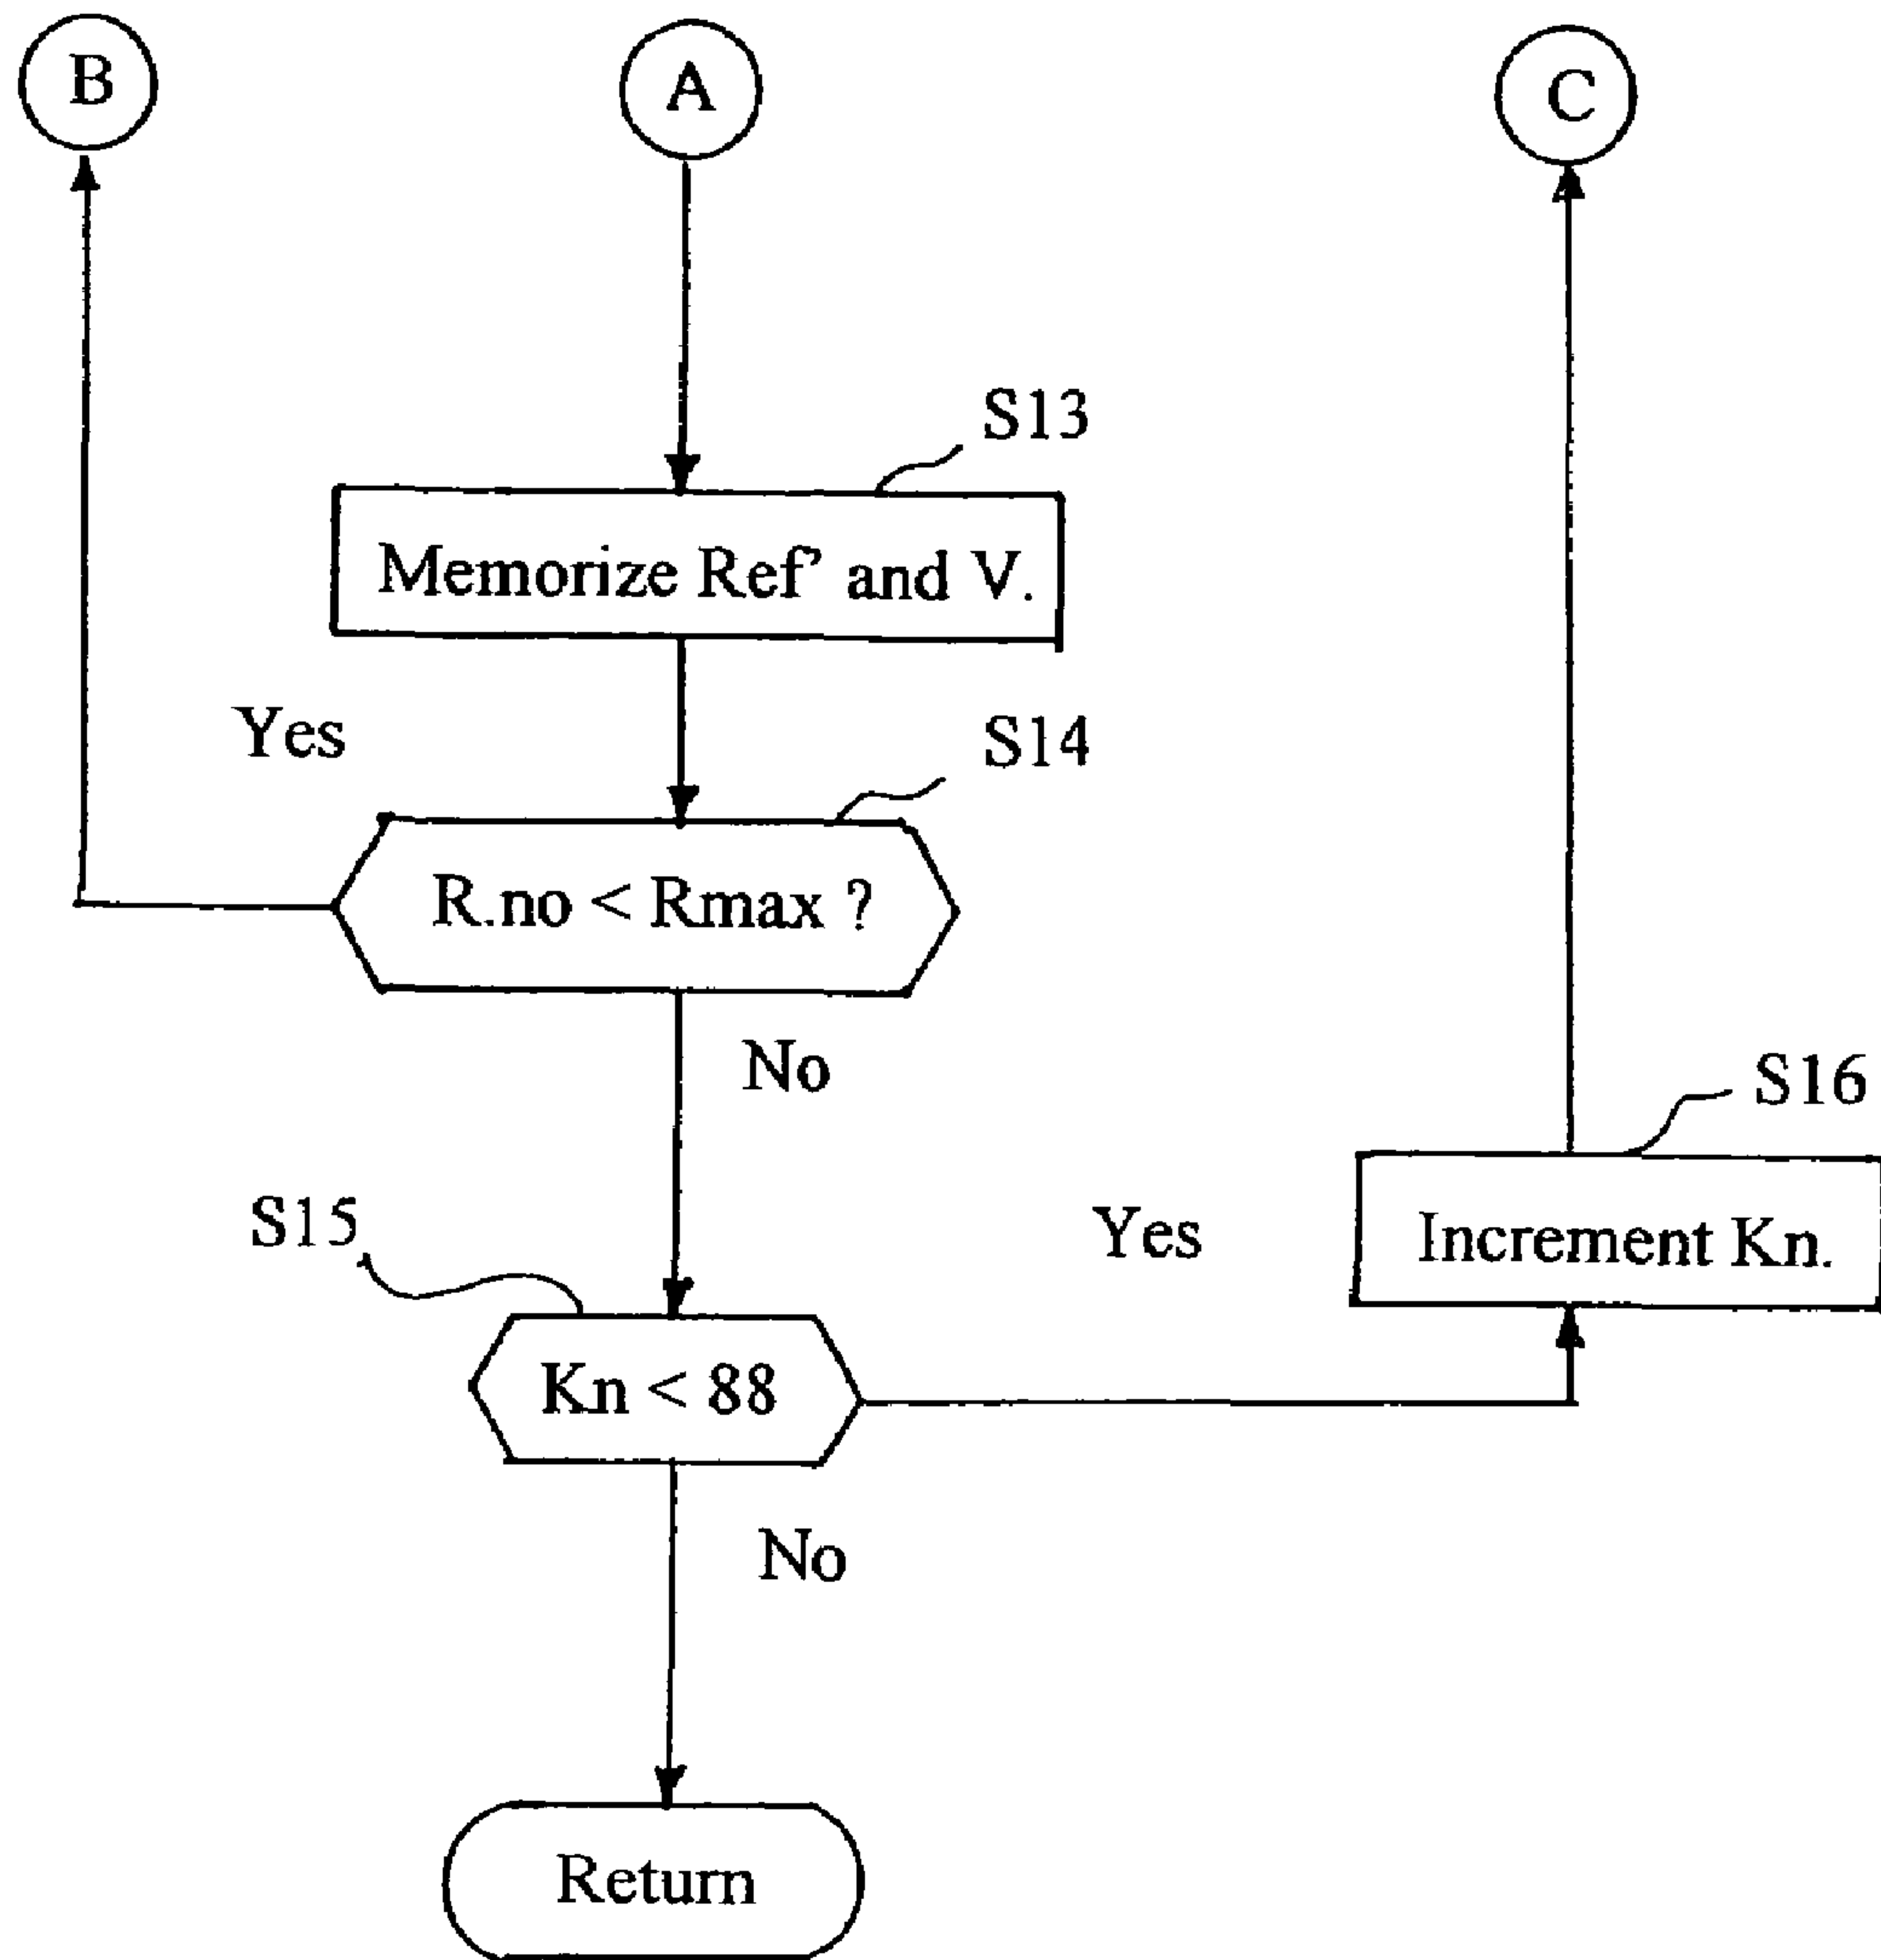 B
A
C
S13
Memorize Ref’ and V.
Yes
S14
R.no < Rmax ?
No
S16
S15
Yes
Increment Kn.
Kn < 88
No
Return